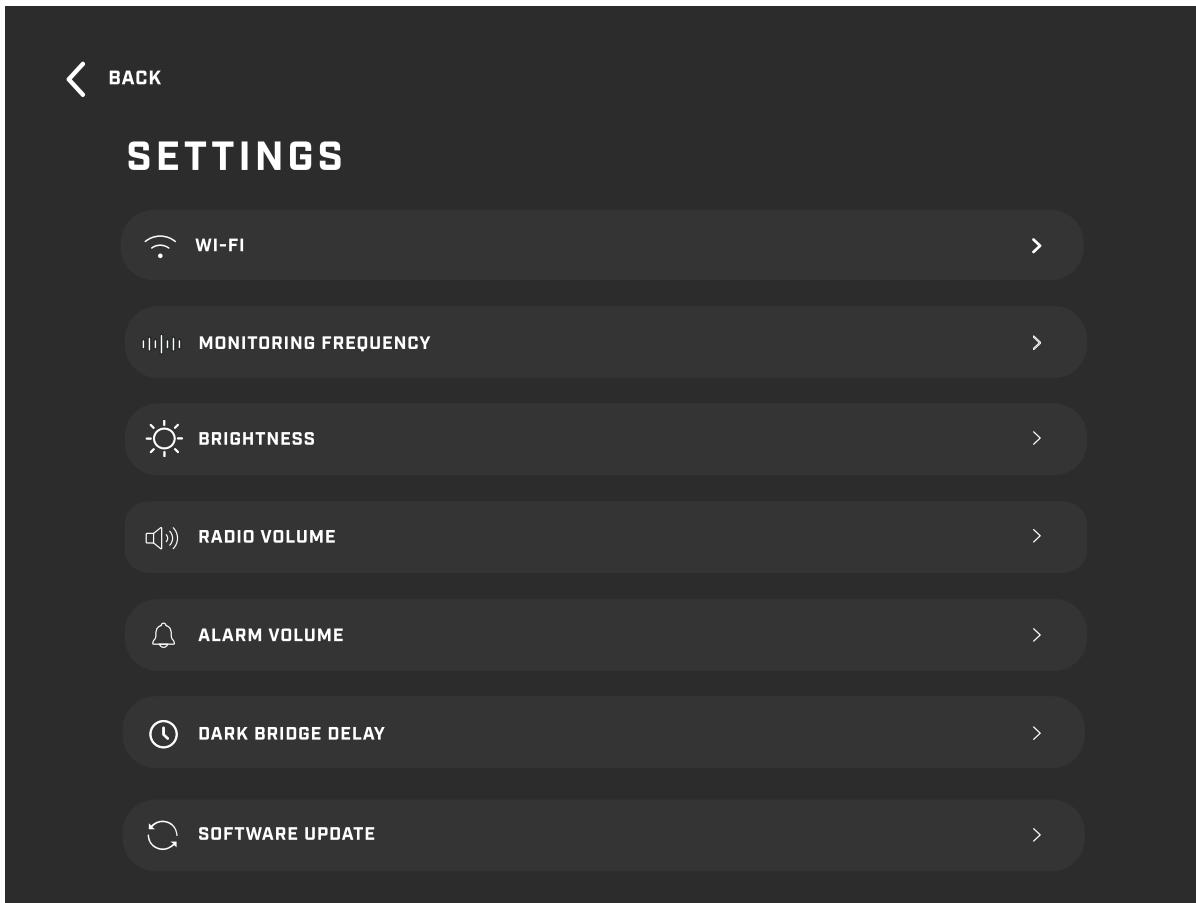 BACK
SETTINGS
WI-FI
MONITORING FREQUENCY
BRIGHTNESS
RADIO VOLUME
ALARM VOLUME
DARK BRIDGE DELAY
SOFTWARE UPDATE